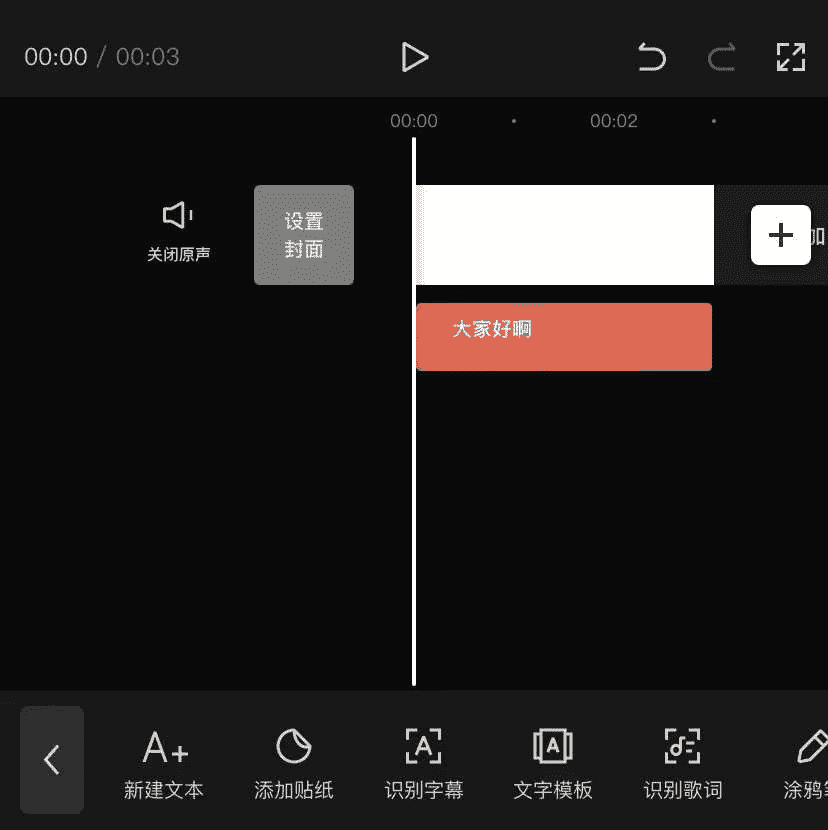 00:00 / 00:03
00:00
00:02
关闭原声
设置
封面
加
大家好啊
A+
新建文本
添加贴纸
A
识别字幕
A
文字模板
识别歌词
涂鸦笔